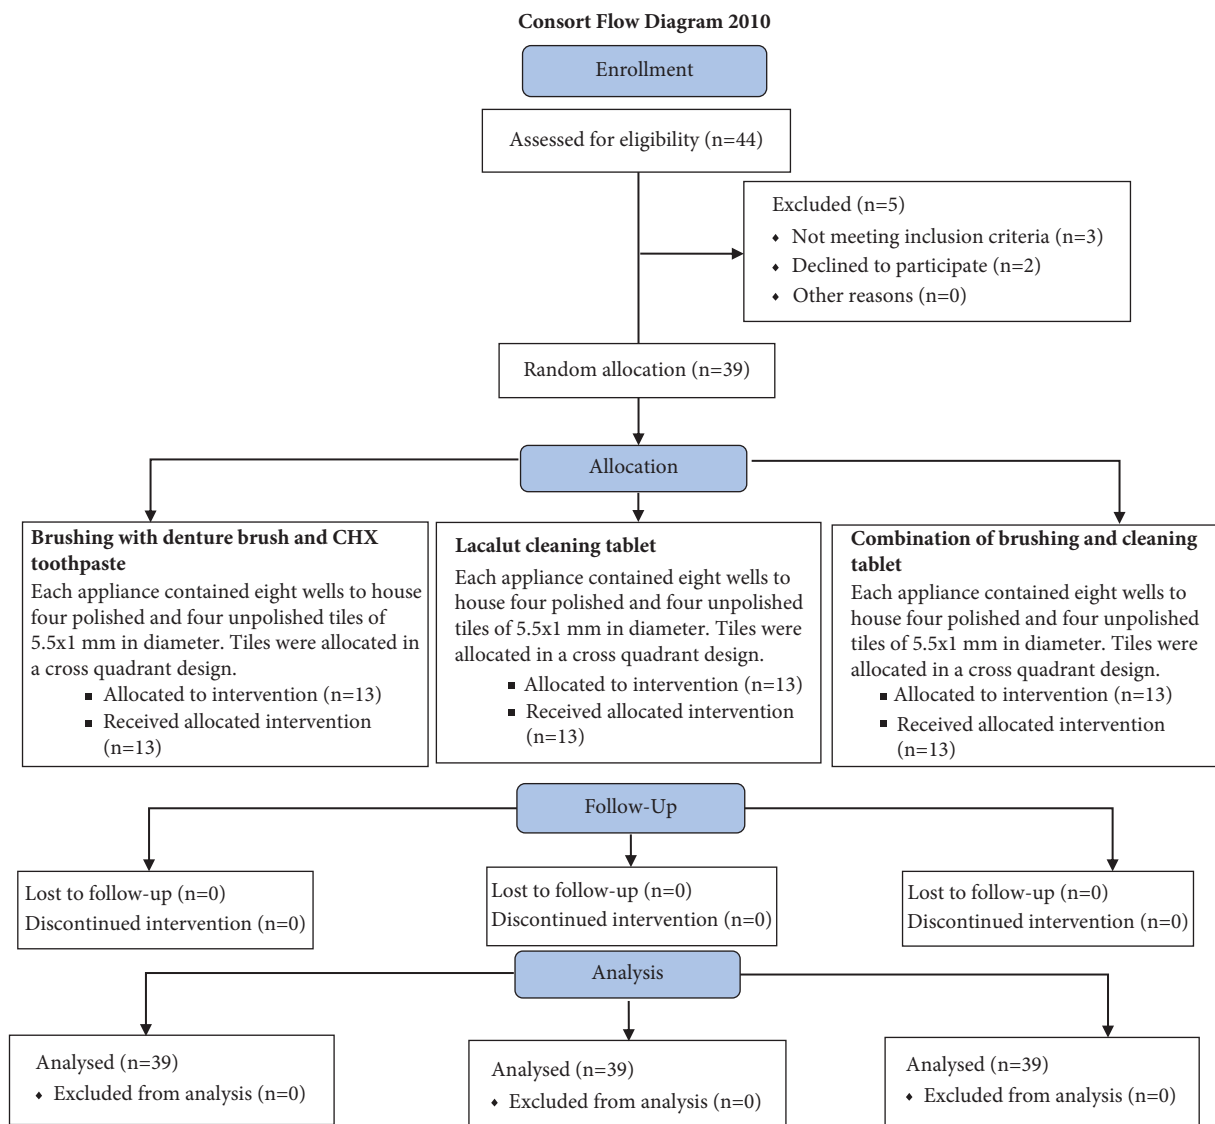 Consort Flow Diagram 2010
Enrollment
Assessed for eligibility (n=44)
Excluded (n=5)
⬧ Not meeting inclusion criteria (n=3)
⬧ Declined to participate (n=2)
⬧ Other reasons (n=0)
Random allocation (n=39)
Allocation
Brushing with denture brush and CHX
toothpaste
Each appliance contained eight wells to house
four polished and four unpolished tiles of
5.5x1 mm in diameter. Tiles were allocated in
a cross quadrant design.
▪ Allocated to intervention (n=13)
▪ Received allocated intervention
(n=13)
Lacalut cleaning tablet
Each appliance contained eight wells to
house four polished and four unpolished
tiles of 5.5x1 mm in diameter. Tiles were
allocated in a cross quadrant design.
▪ Allocated to intervention (n=13)
▪ Received allocated intervention
(n=13)
Combination of brushing and cleaning
tablet
Each appliance contained eight wells to
house four polished and four unpolished
tiles of 5.5x1 mm in diameter. Tiles were
allocated in a cross quadrant design.
▪ Allocated to intervention (n=13)
▪ Received allocated intervention
(n=13)
Follow-Up
Lost to follow-up (n=0)
Discontinued intervention (n=0)
Lost to follow-up (n=0)
Discontinued intervention (n=0)
Lost to follow-up (n=0)
Discontinued intervention (n=0)
Analysis
Analysed (n=39)
⬧ Excluded from analysis (n=0)
Analysed (n=39)
⬧ Excluded from analysis (n=0)
Analysed (n=39)
⬧ Excluded from analysis (n=0)